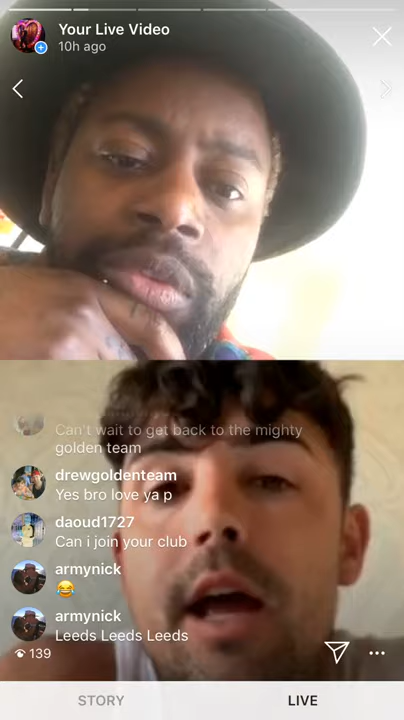 Your Live Video
10h ago
Can't wait to get back to the mighty
golden team
drewgoldenteam
Yes bro love ya p
daoud1727
Can i join your club
armynick
😂
armynick
Leeds Leeds Leeds
139
STORY
LIVE